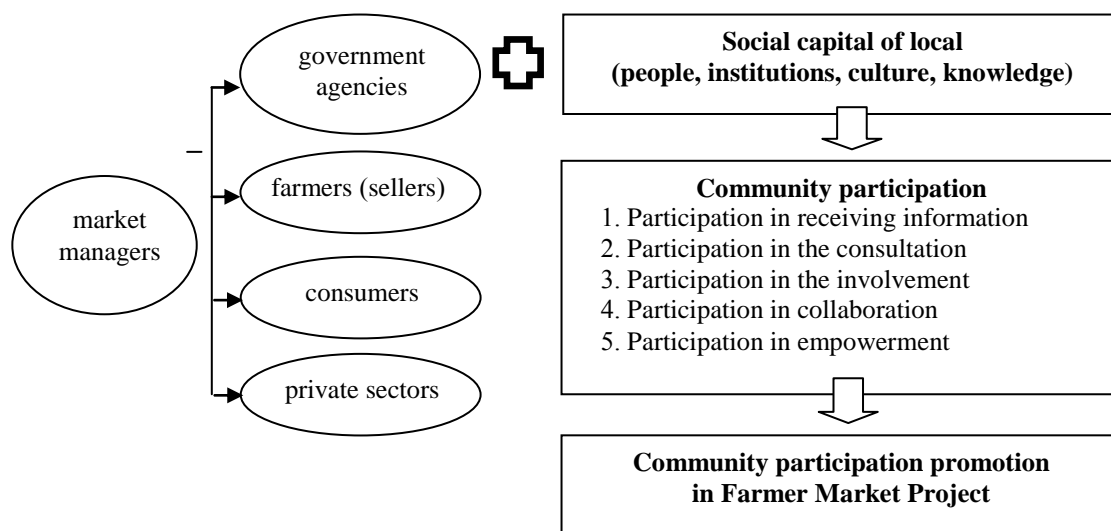 government
agencies
farmers (sellers)
market
managers
consumers
private sectors
Social capital of local
(people, institutions, culture, knowledge)
Community participation
1. Participation in receiving information
2. Participation in the consultation
3. Participation in the involvement
4. Participation in collaboration
5. Participation in empowerment
Community participation promotion
in Farmer Market Project